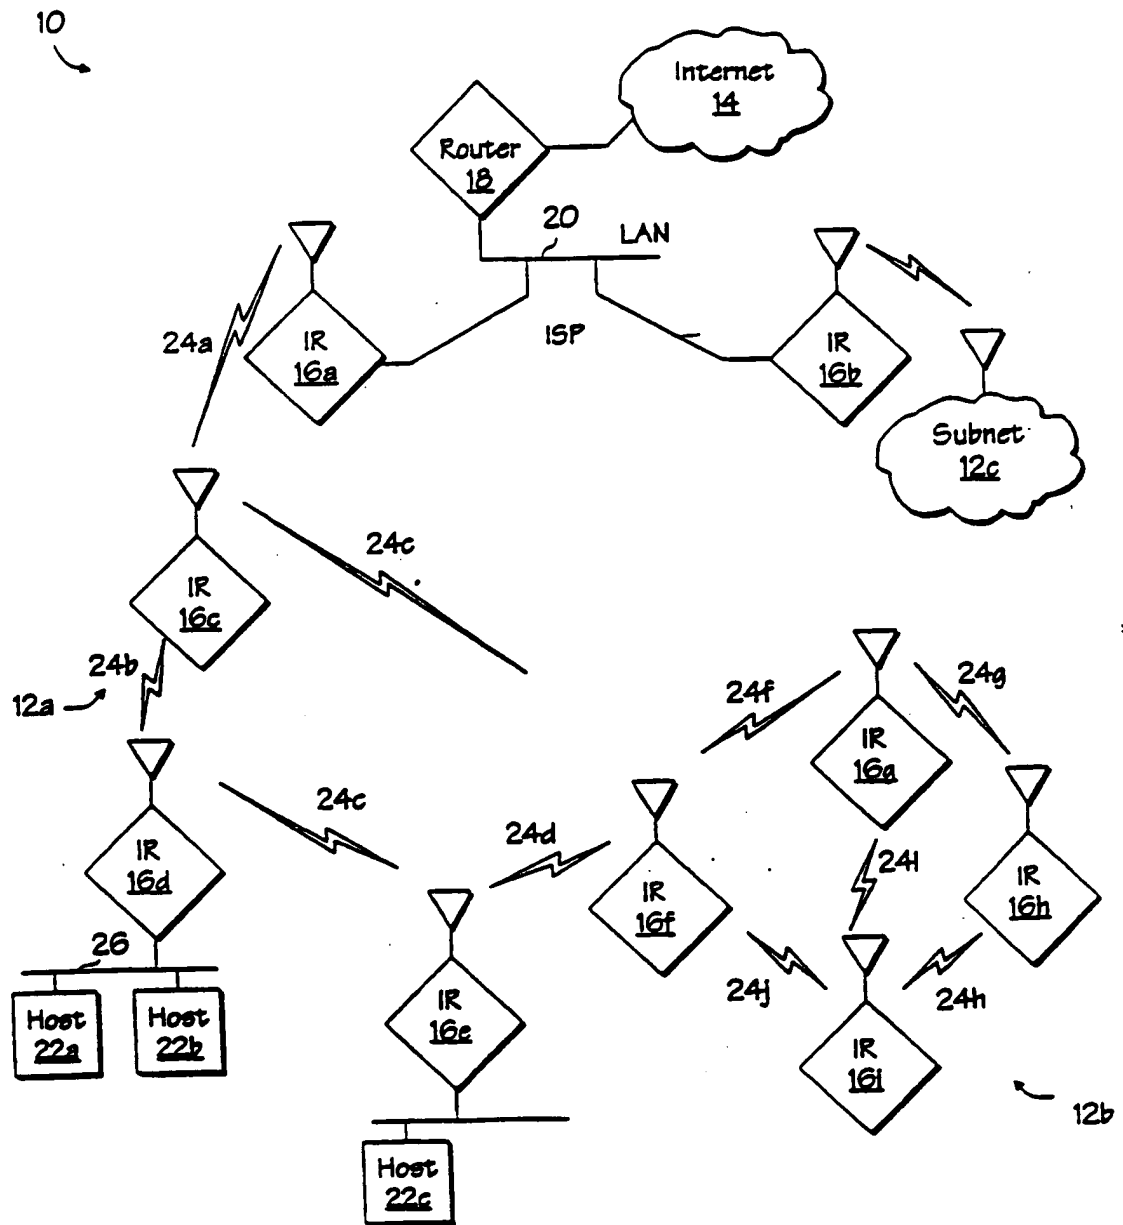 10
Internet
14
Router
18
20
LAN
24a
IR
16a
ISP
IR
16b
Subnet
12c
24c
IR
16c
24b
12a
24f
24g
IR
16a
24c
24d
24i
IR
16d
IR
16f
IR
16h
26
24j
24h
Host
22a
Host
22b
IR
16e
IR
16i
12b
Host
22c